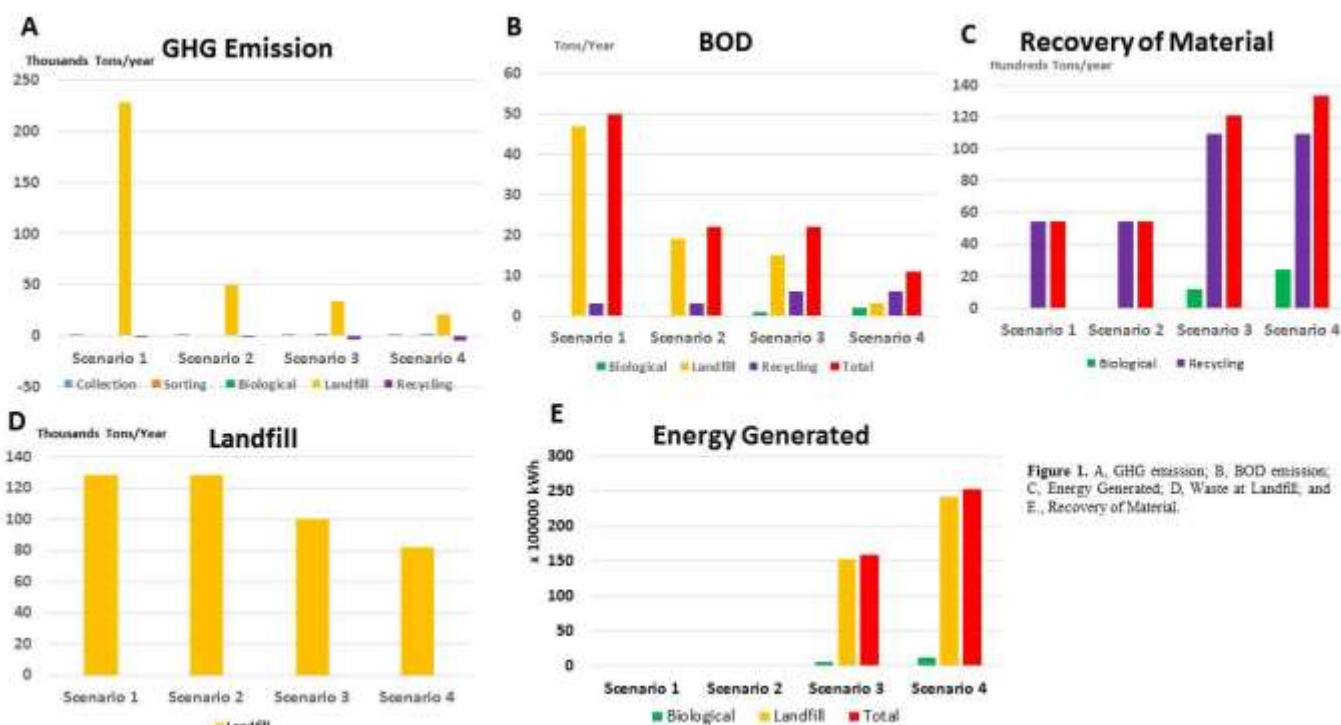 A
GHG Emission
Thousands Tons/year
250
200
150
100
50
0
-50
Scenario 1 Scenario 2 Scenario 3 Scenario 4
Collection Sorting Biological Landfill Recycling
B
Tons/Year
BOD
60
50
40
30
20
10
0
Scenario 1 Scenario 2 Scenario 3 Scenario 4
Biological Landfill Recycling Total
C
Recovery of Material
Hundreds Tons/year
140
120
100
80
60
40
20
0
Scenario 1 Scenario 2 Scenario 3 Scenario 4
Biological Recycling
D
Thousands Tons/Year
Landfill
140
120
100
80
60
40
20
0
Scenario 1 Scenario 2 Scenario 3 Scenario 4
Landfill
E
Energy Generated
x 100000 kWh
300
250
200
150
100
50
0
Scenario 1 Scenario 2 Scenario 3 Scenario 4
Biological Landfill Total
Figure 1. A, GHG emission; B, BOD emission;
C, Energy Generated; D, Waste at Landfill; and
E., Recovery of Material.